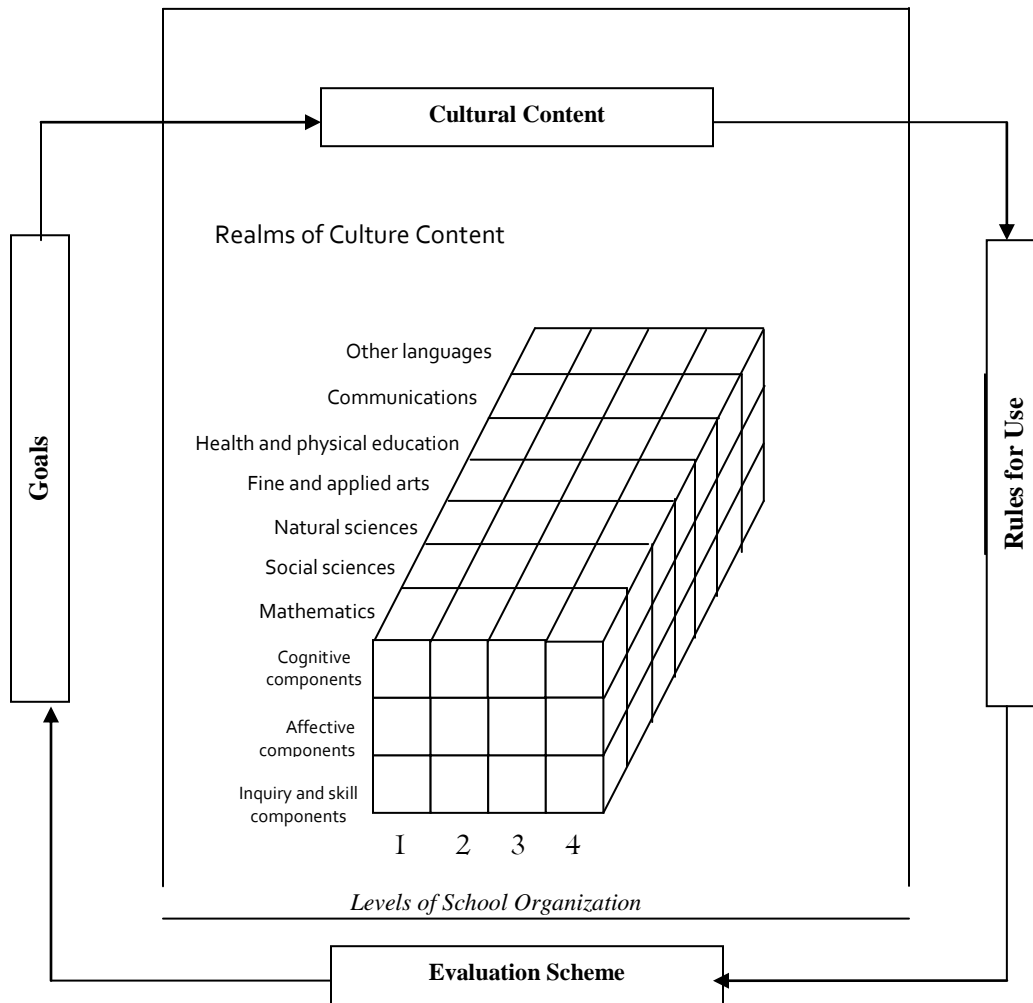 Cultural Content
Realms of Culture Content
Goals
Rules for Use
Other languages
Communications
Health and physical education
Fine and applied arts
Natural sciences
Social sciences
Mathematics
Cognitive
components
Affective
components
Inquiry and skill
components
1 2 3 4
Levels of School Organization
Evaluation Scheme